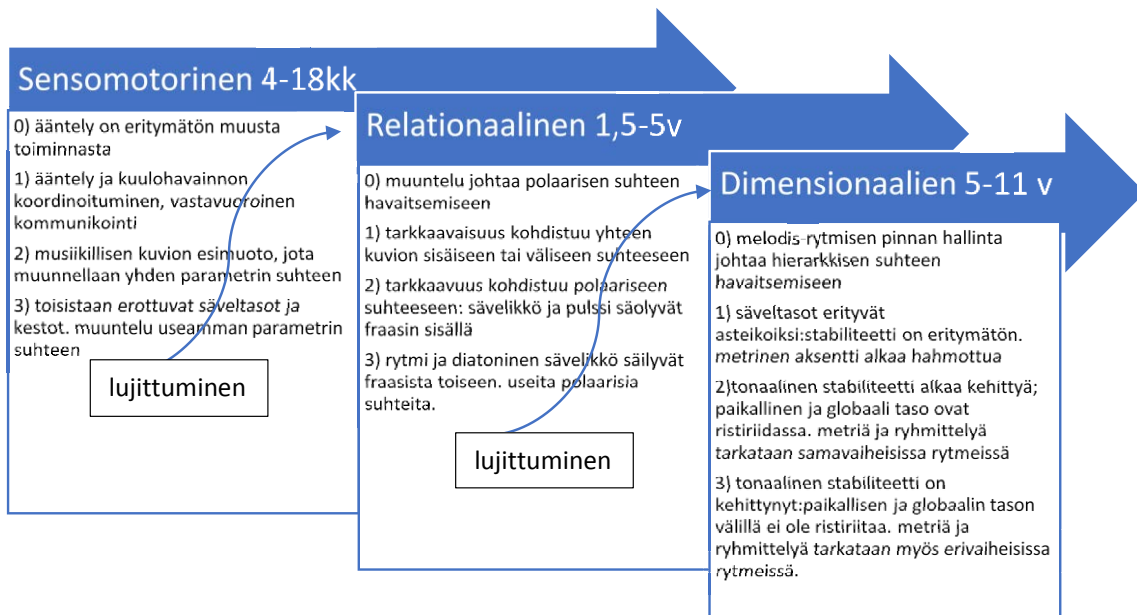 Sensomotorinen 4-18kk
0) ääntely on eritymätön muusta
toiminnasta
1) ääntely ja kuulohavainnon
koordinoituminen, vastavuoroinen
kommunikointi
2) musiikillisen kuvion esimuoto, jota
muunnellaan yhden parametrin suhteen
3) toisistaan erottuvat säveltasot ja
kestot. muuntelu useamman parametrin
suhteen
lujittuminen
Relationaalinen 1,5-5v
0) muuntelu johtaa polaarisen suhteen
havaitsemiseen
1) tarkkaavaisuus kohdistuu yhteen
kuvion sisäiseen tai väliseen suhteeseen
2) tarkkaavuus kohdistuu polaariseen
suhteeseen: sävelikkö ja pulssi säolyvät
fraasin sisällä
3) rytmi ja diatoninen sävelikkö säilyvät
fraasista toiseen. useita polaarisia
suhteita.
lujittuminen
Dimensionaalien 5-11 v
0) melodis-rytmisen pinnan hallinta
johtaa hierarkkisen suhteen
havaitsemiseen
1) säveltasot erityvät
asteikoiksi:stabiliteetti on eritymätön.
metrinen aksentti alkaa hahmottua
2)tonaalinen stabiliteetti alkaa kehittyä;
paikallinen ja globaali taso ovat
ristiriidassa. metriä ja ryhmittelyä
tarkataan samavaiheisissa rytmeissä
3) tonaalinen stabiliteetti on
kehittynyt:paikallisen ja globaalin tason
välillä ei ole ristiriitaa. metriä ja
ryhmittelyä tarkataan myös erivaiheisissa
rytmeissä.